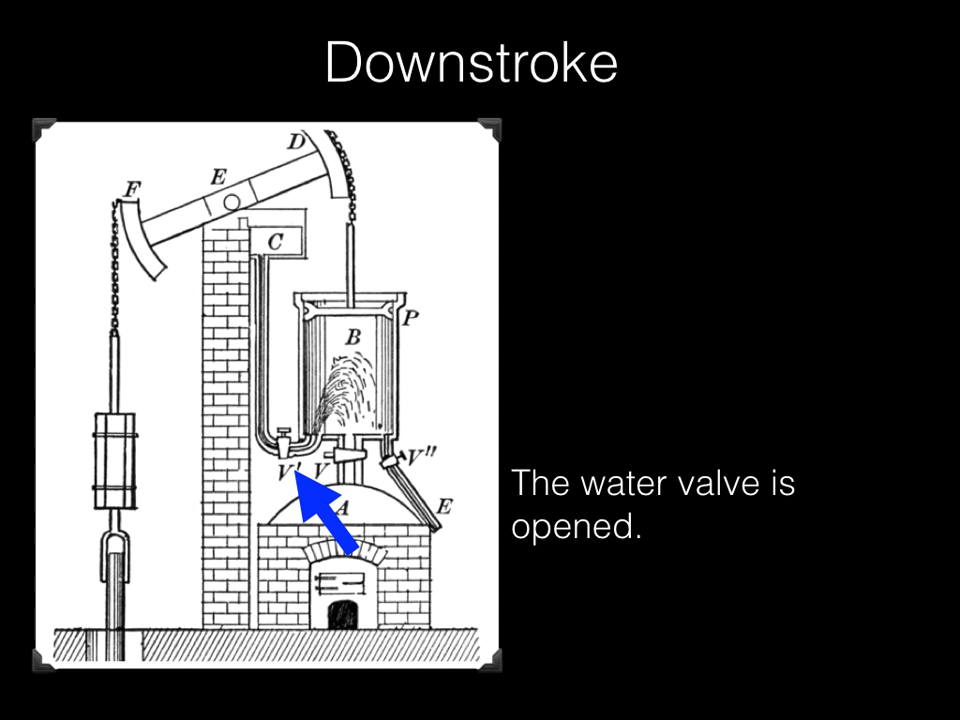 Downstroke
D
E
F
C
P
B
V' V V"
A E
The water valve is
opened.